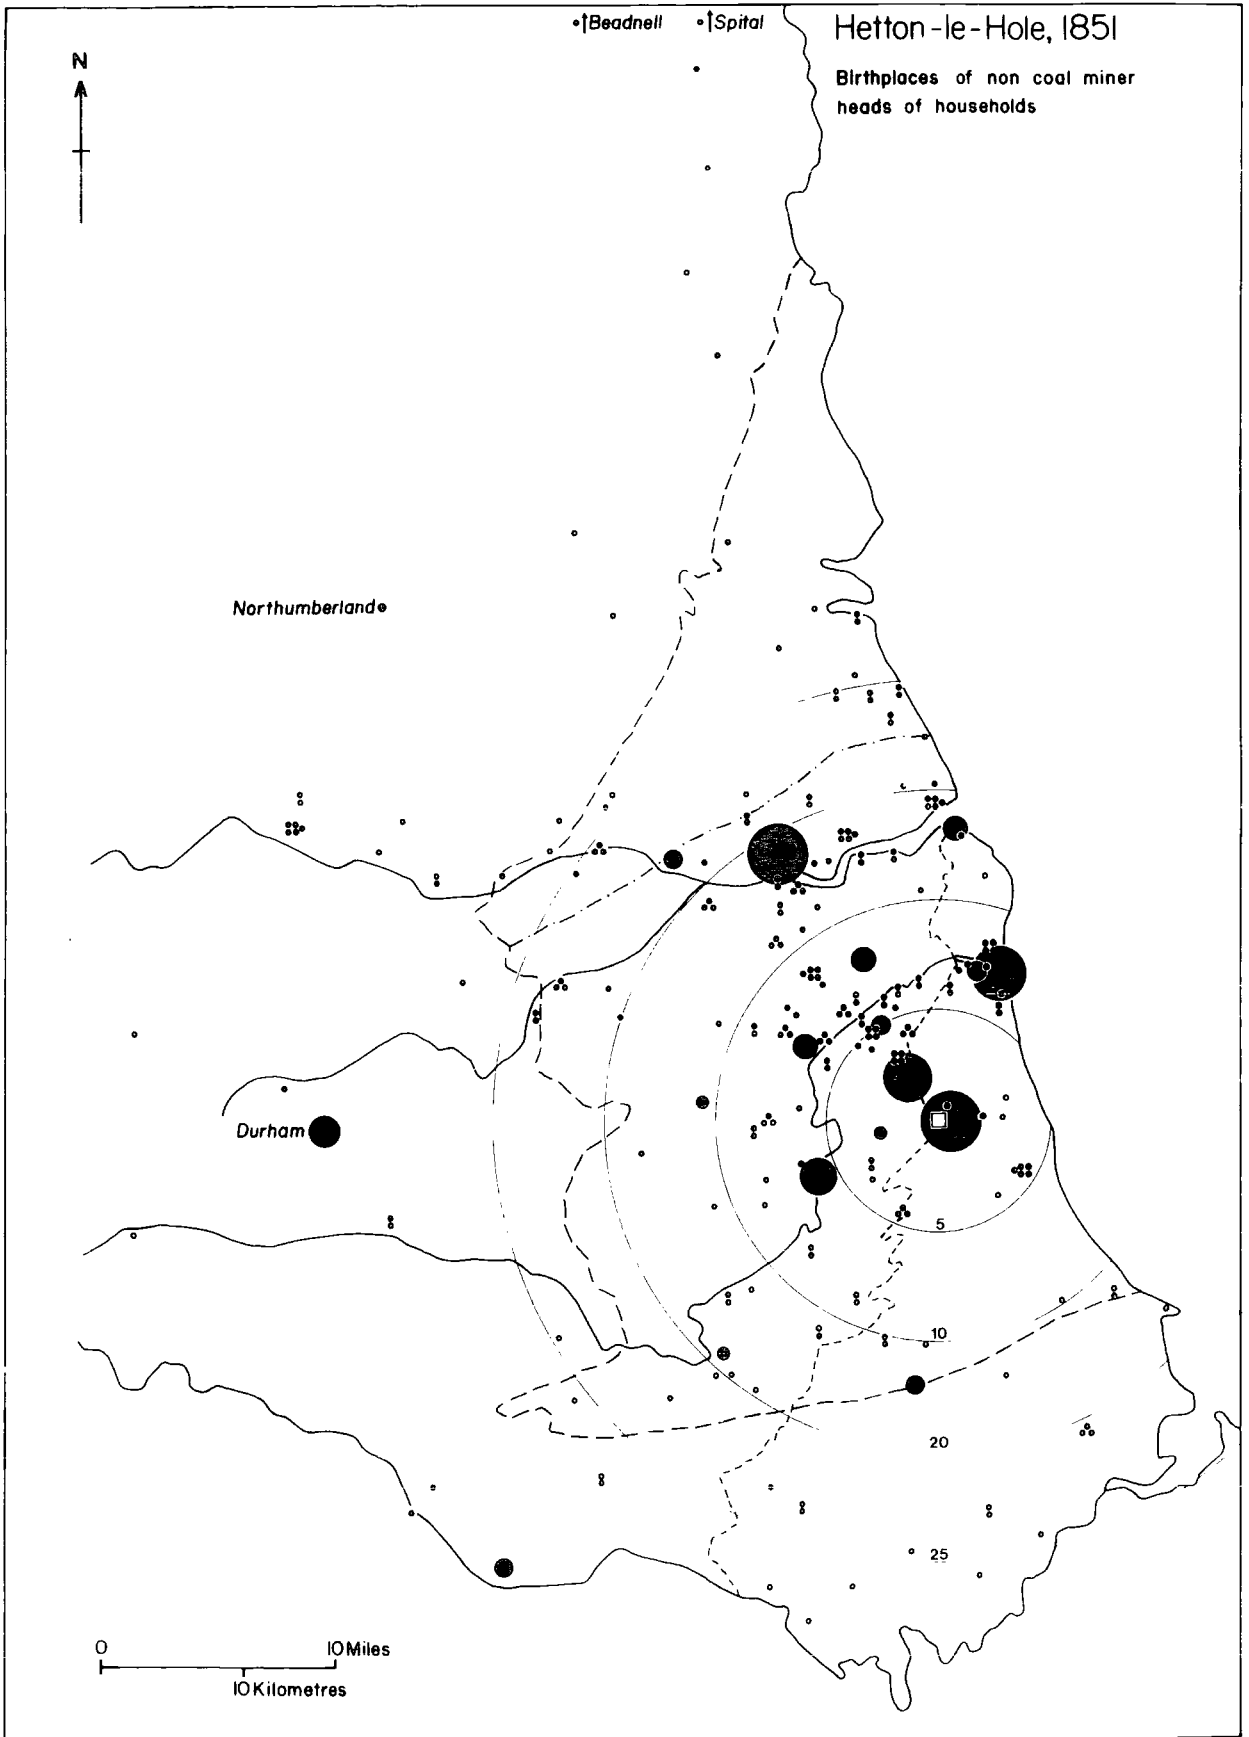 Beadnell
Spital
Hetton-le-Hole, 1851
Birthplaces of non coal miner
heads of households
N
Northumberland
Durham
5
10
20
25
0 10 Miles
10 Kilometres